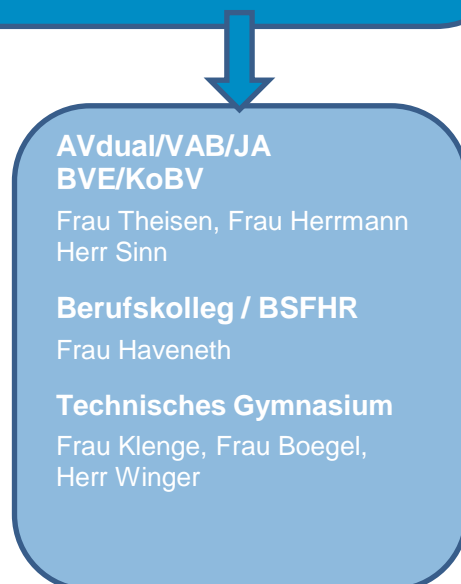 AVdual/VAB/JA
BVE/KoBV
Frau Theisen, Frau Herrmann
Herr Sinn
Berufskolleg / BSFHR
Frau Haveneth
Technisches Gymnasium
Frau Klenge, Frau Boegel,
Herr Winger